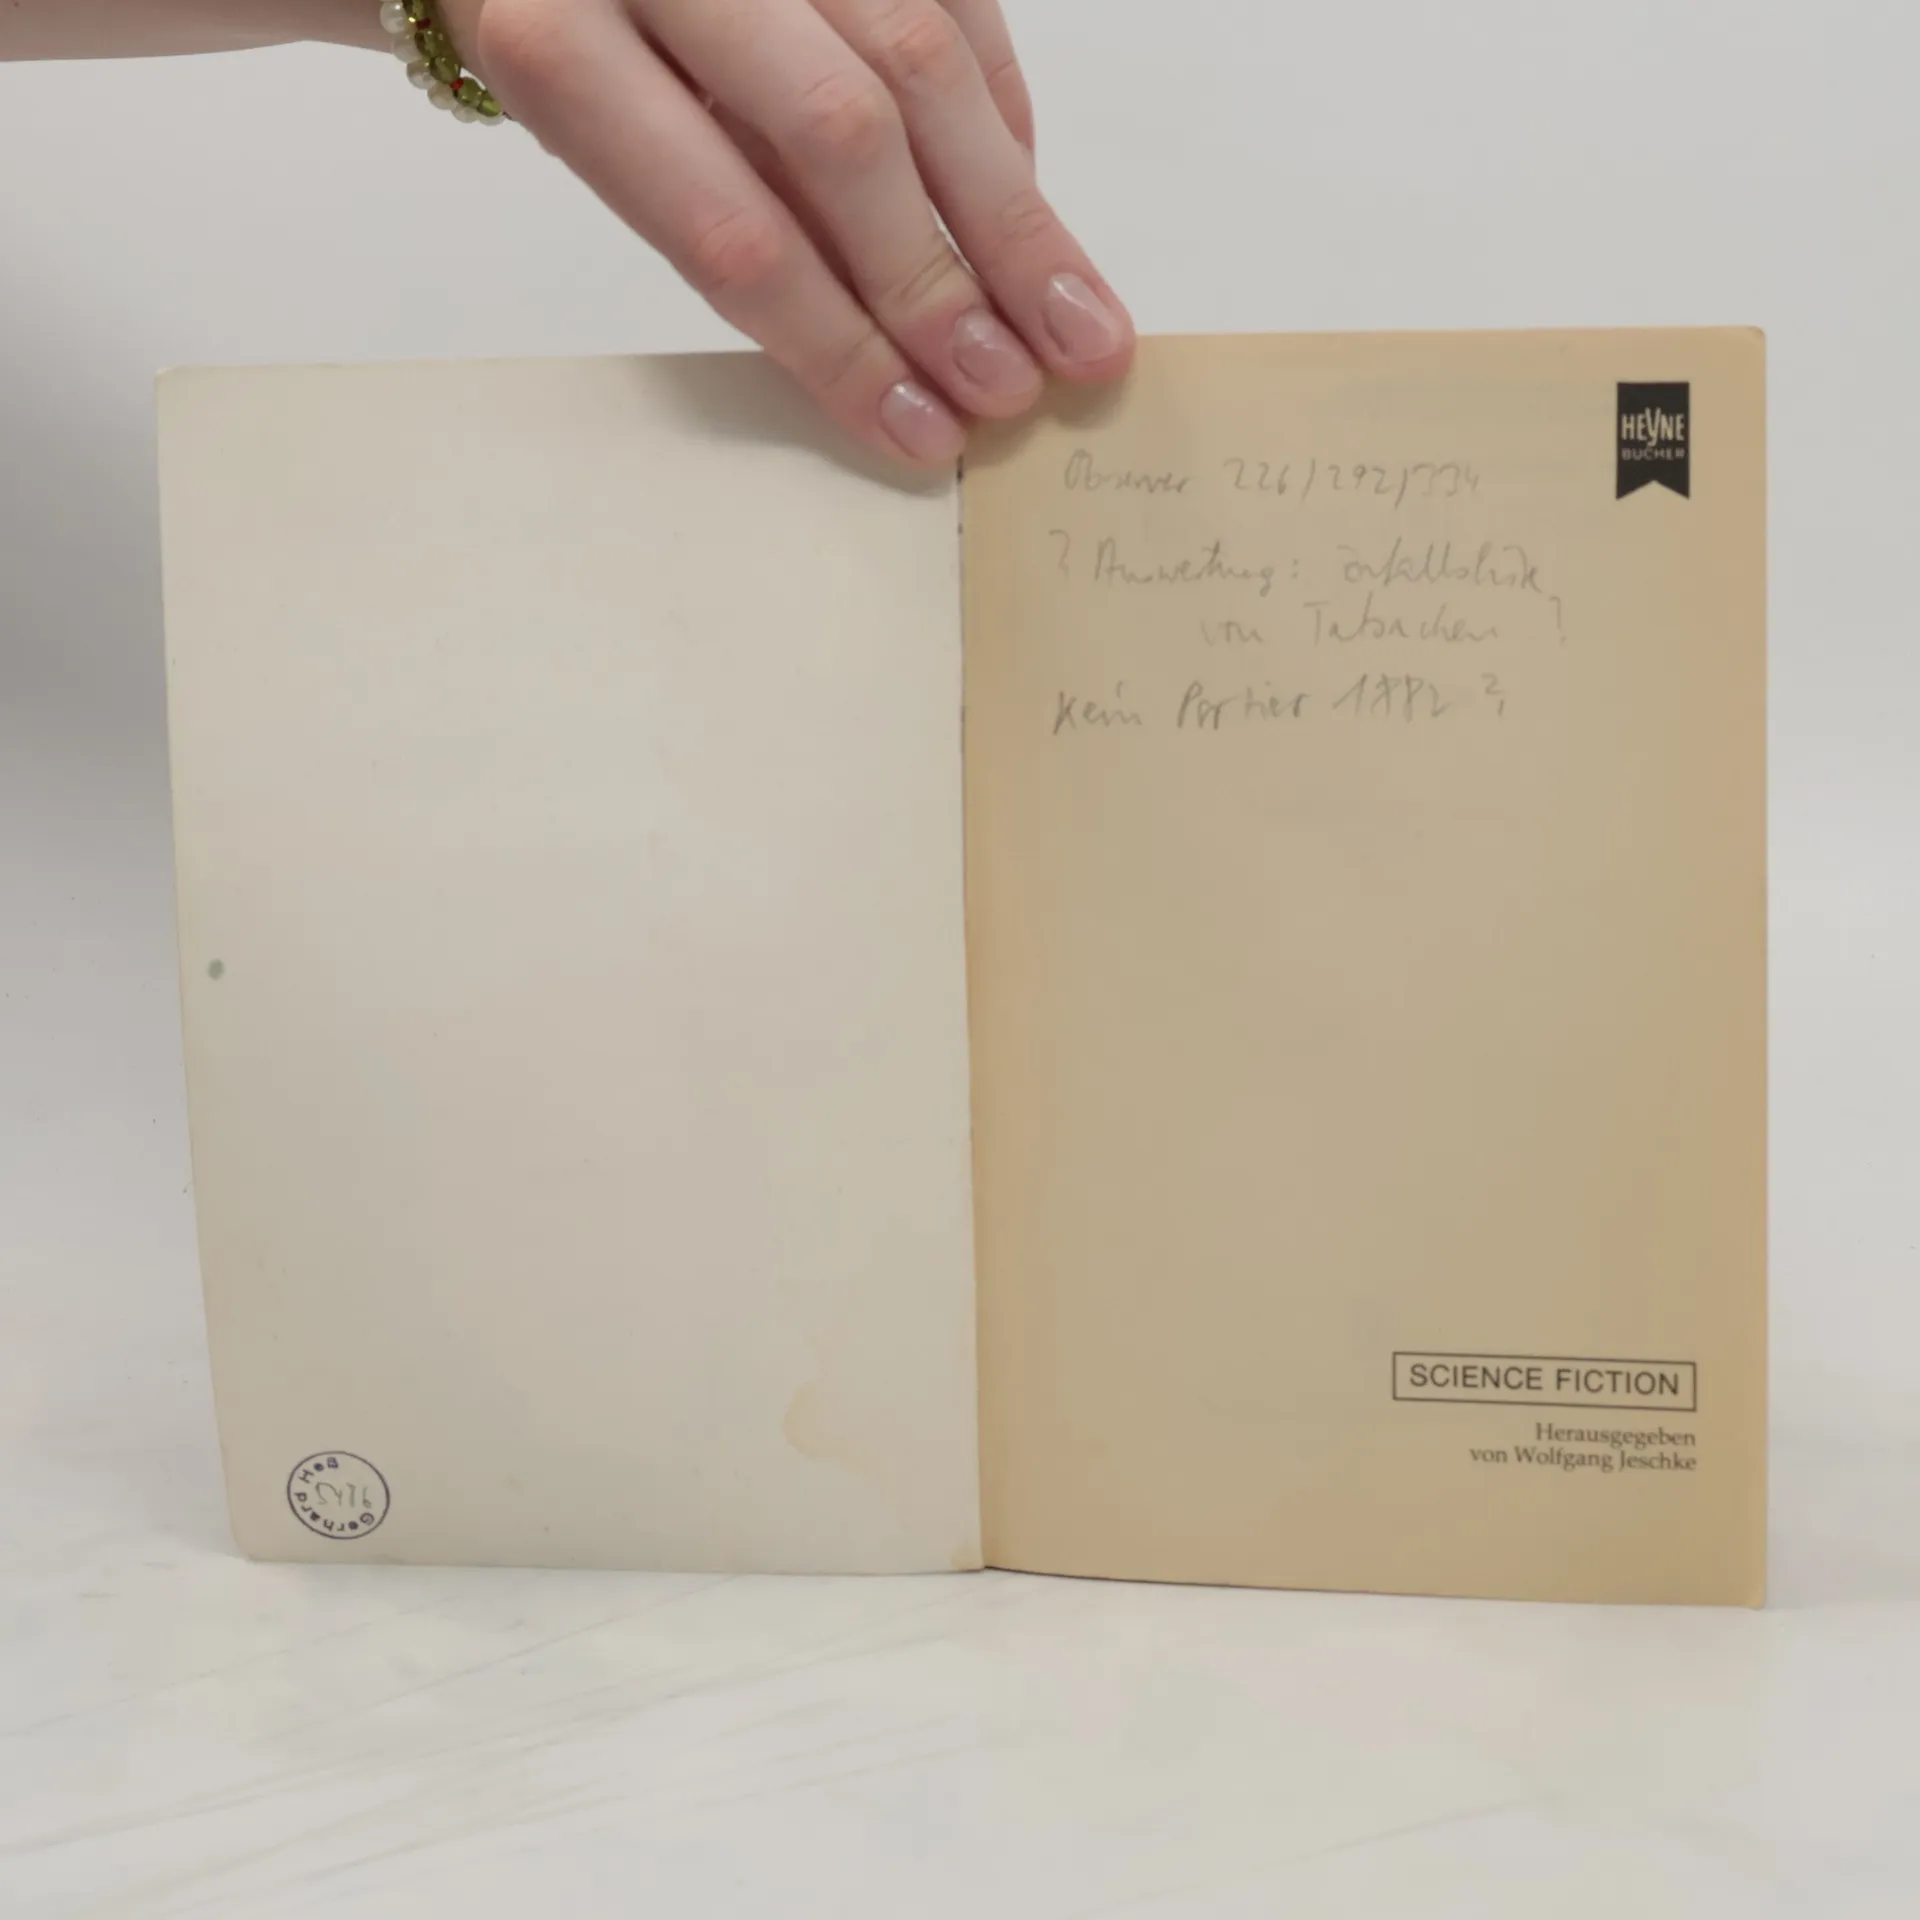 Gerhard Heß
5476
HEYNE
BÜCHER
Observer 226/292/334
? Auswertung:
von Tatsachen ?
Kein Portier 1882 ?
SCIENCE FICTION
Herausgegeben
von Wolfgang Jeschke